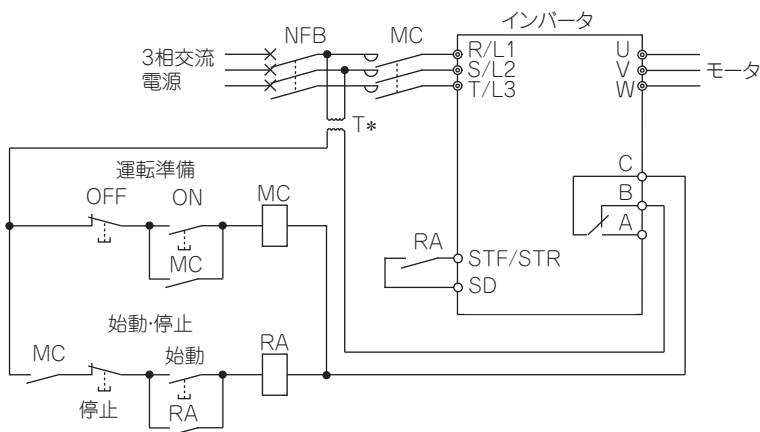 インバータ
NFB
MC
3相交流
電源
R/L1
S/L2
T/L3
U
V
W
モータ
T*
運転準備
OFF
ON
MC
MC
C
B
A
RA
STF/STR
SD
始動·停止
MC
始動
RA
停止
RA